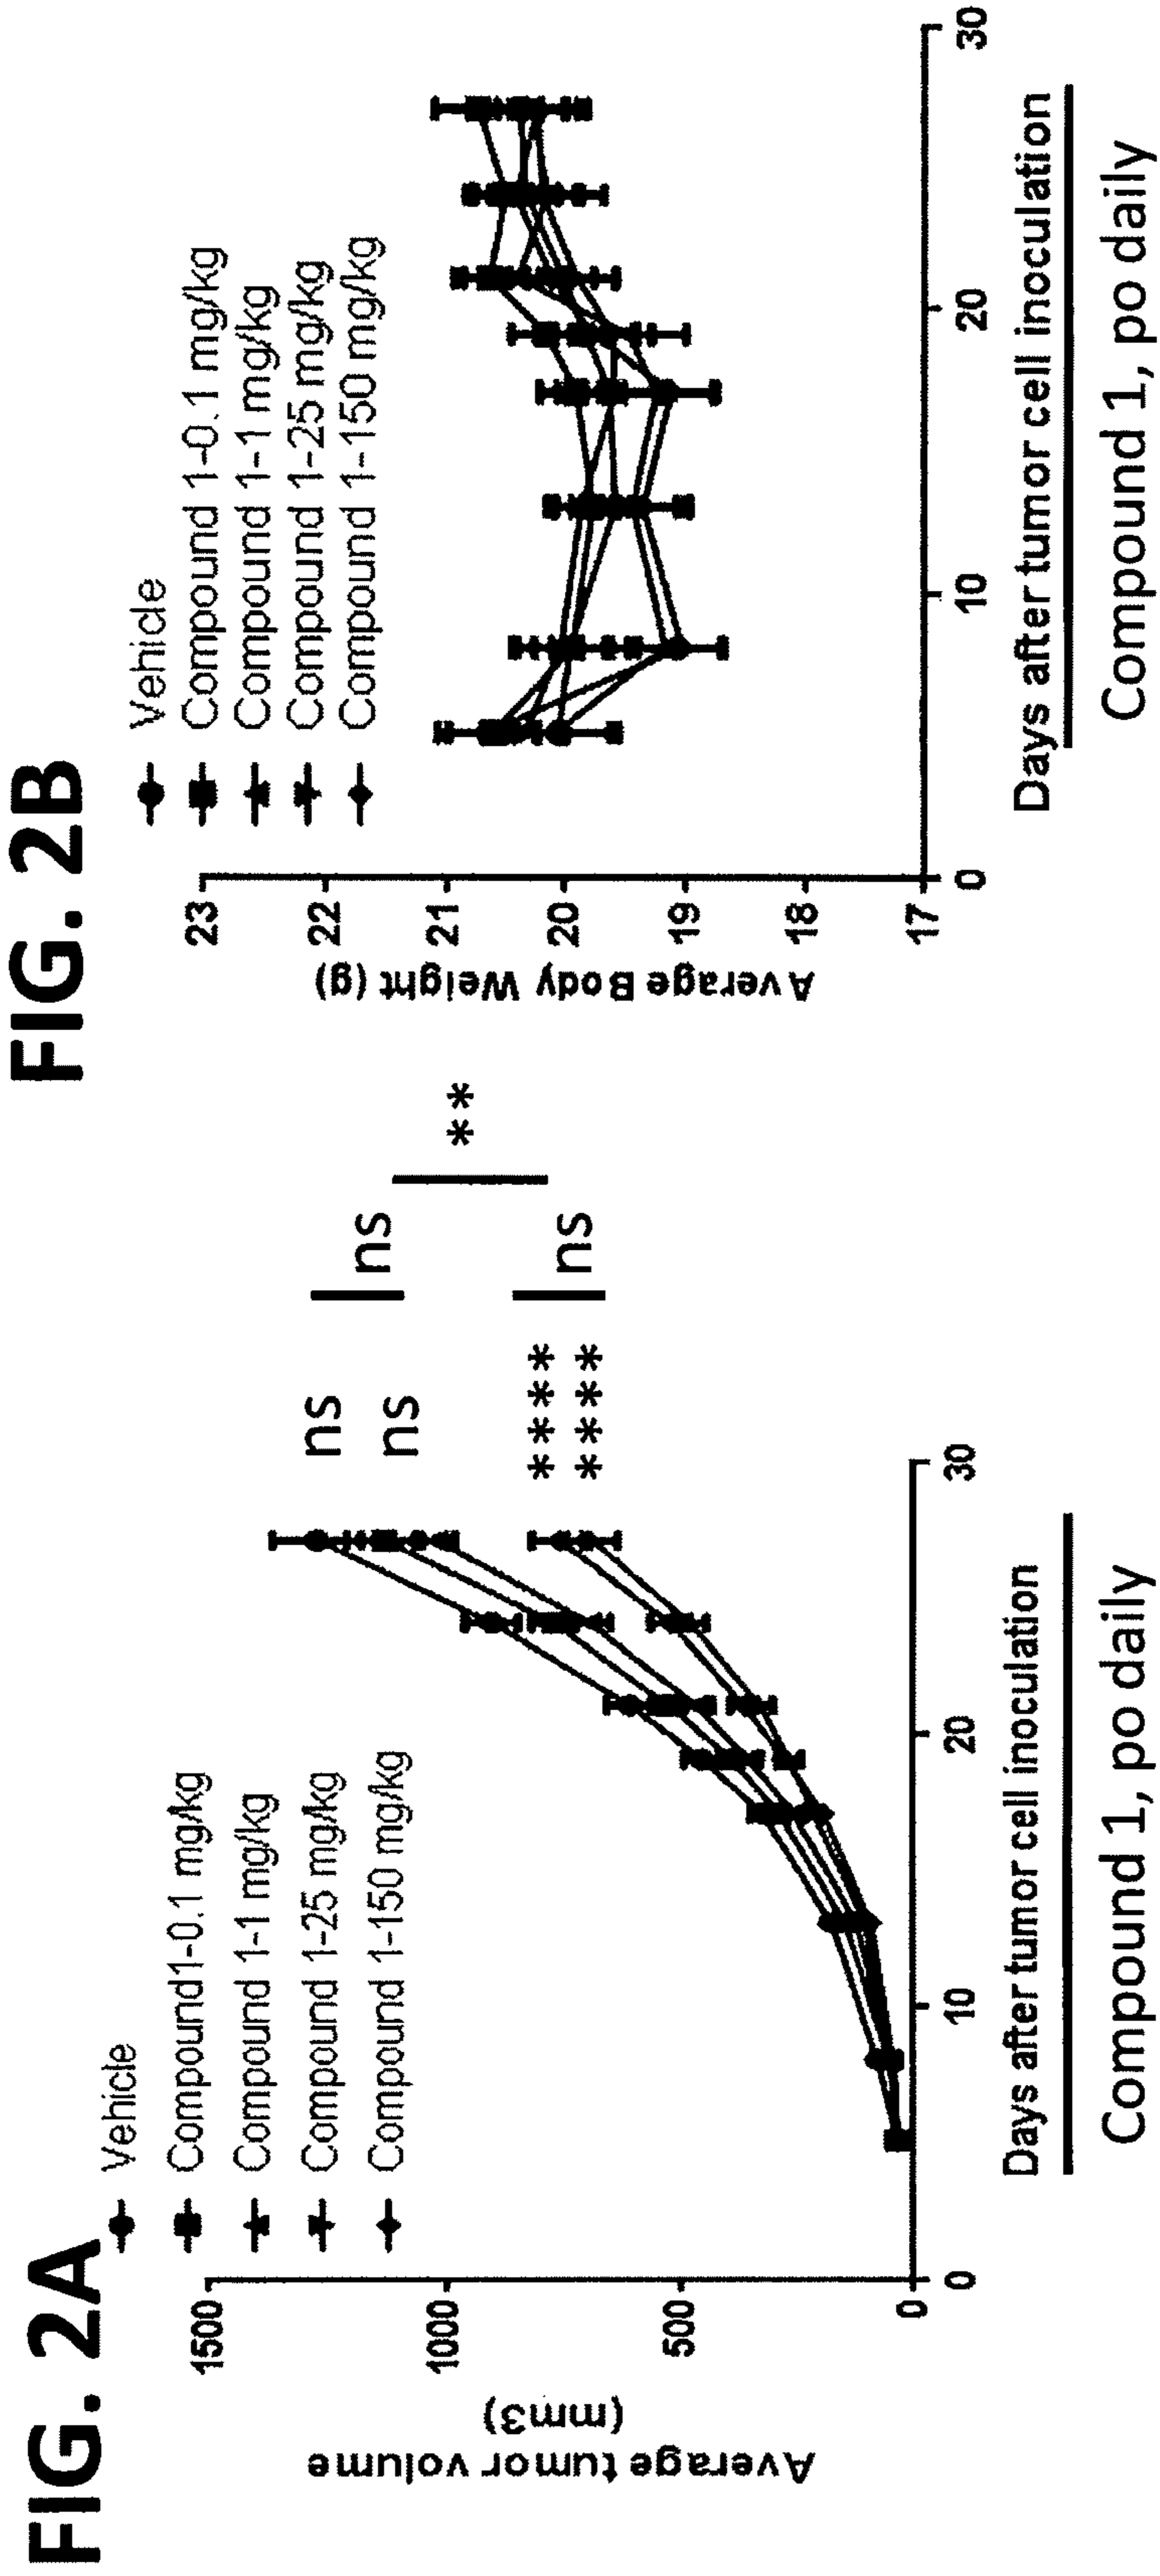 FIG. 2A
Vehicle
Compound1-0.1 mg/kg
Compound 1-1 mg/kg
Compound 1-25 mg/kg
Compound 1-150 mg/kg
Average tumor volume
(mm3)
1500
1000
500
0
0
10
20
30
ns
ns
****
****
ns
ns
**
Days after tumor cell inoculation
Compound 1, po daily
FIG. 2B
Vehicle
Compound 1-0.1 mg/kg
Compound 1-1 mg/kg
Compound 1-25 mg/kg
Compound 1-150 mg/kg
Average Body Weight (g)
23
22
21
20
19
18
17
0
10
20
30
Days after tumor cell inoculation
Compound 1, po daily